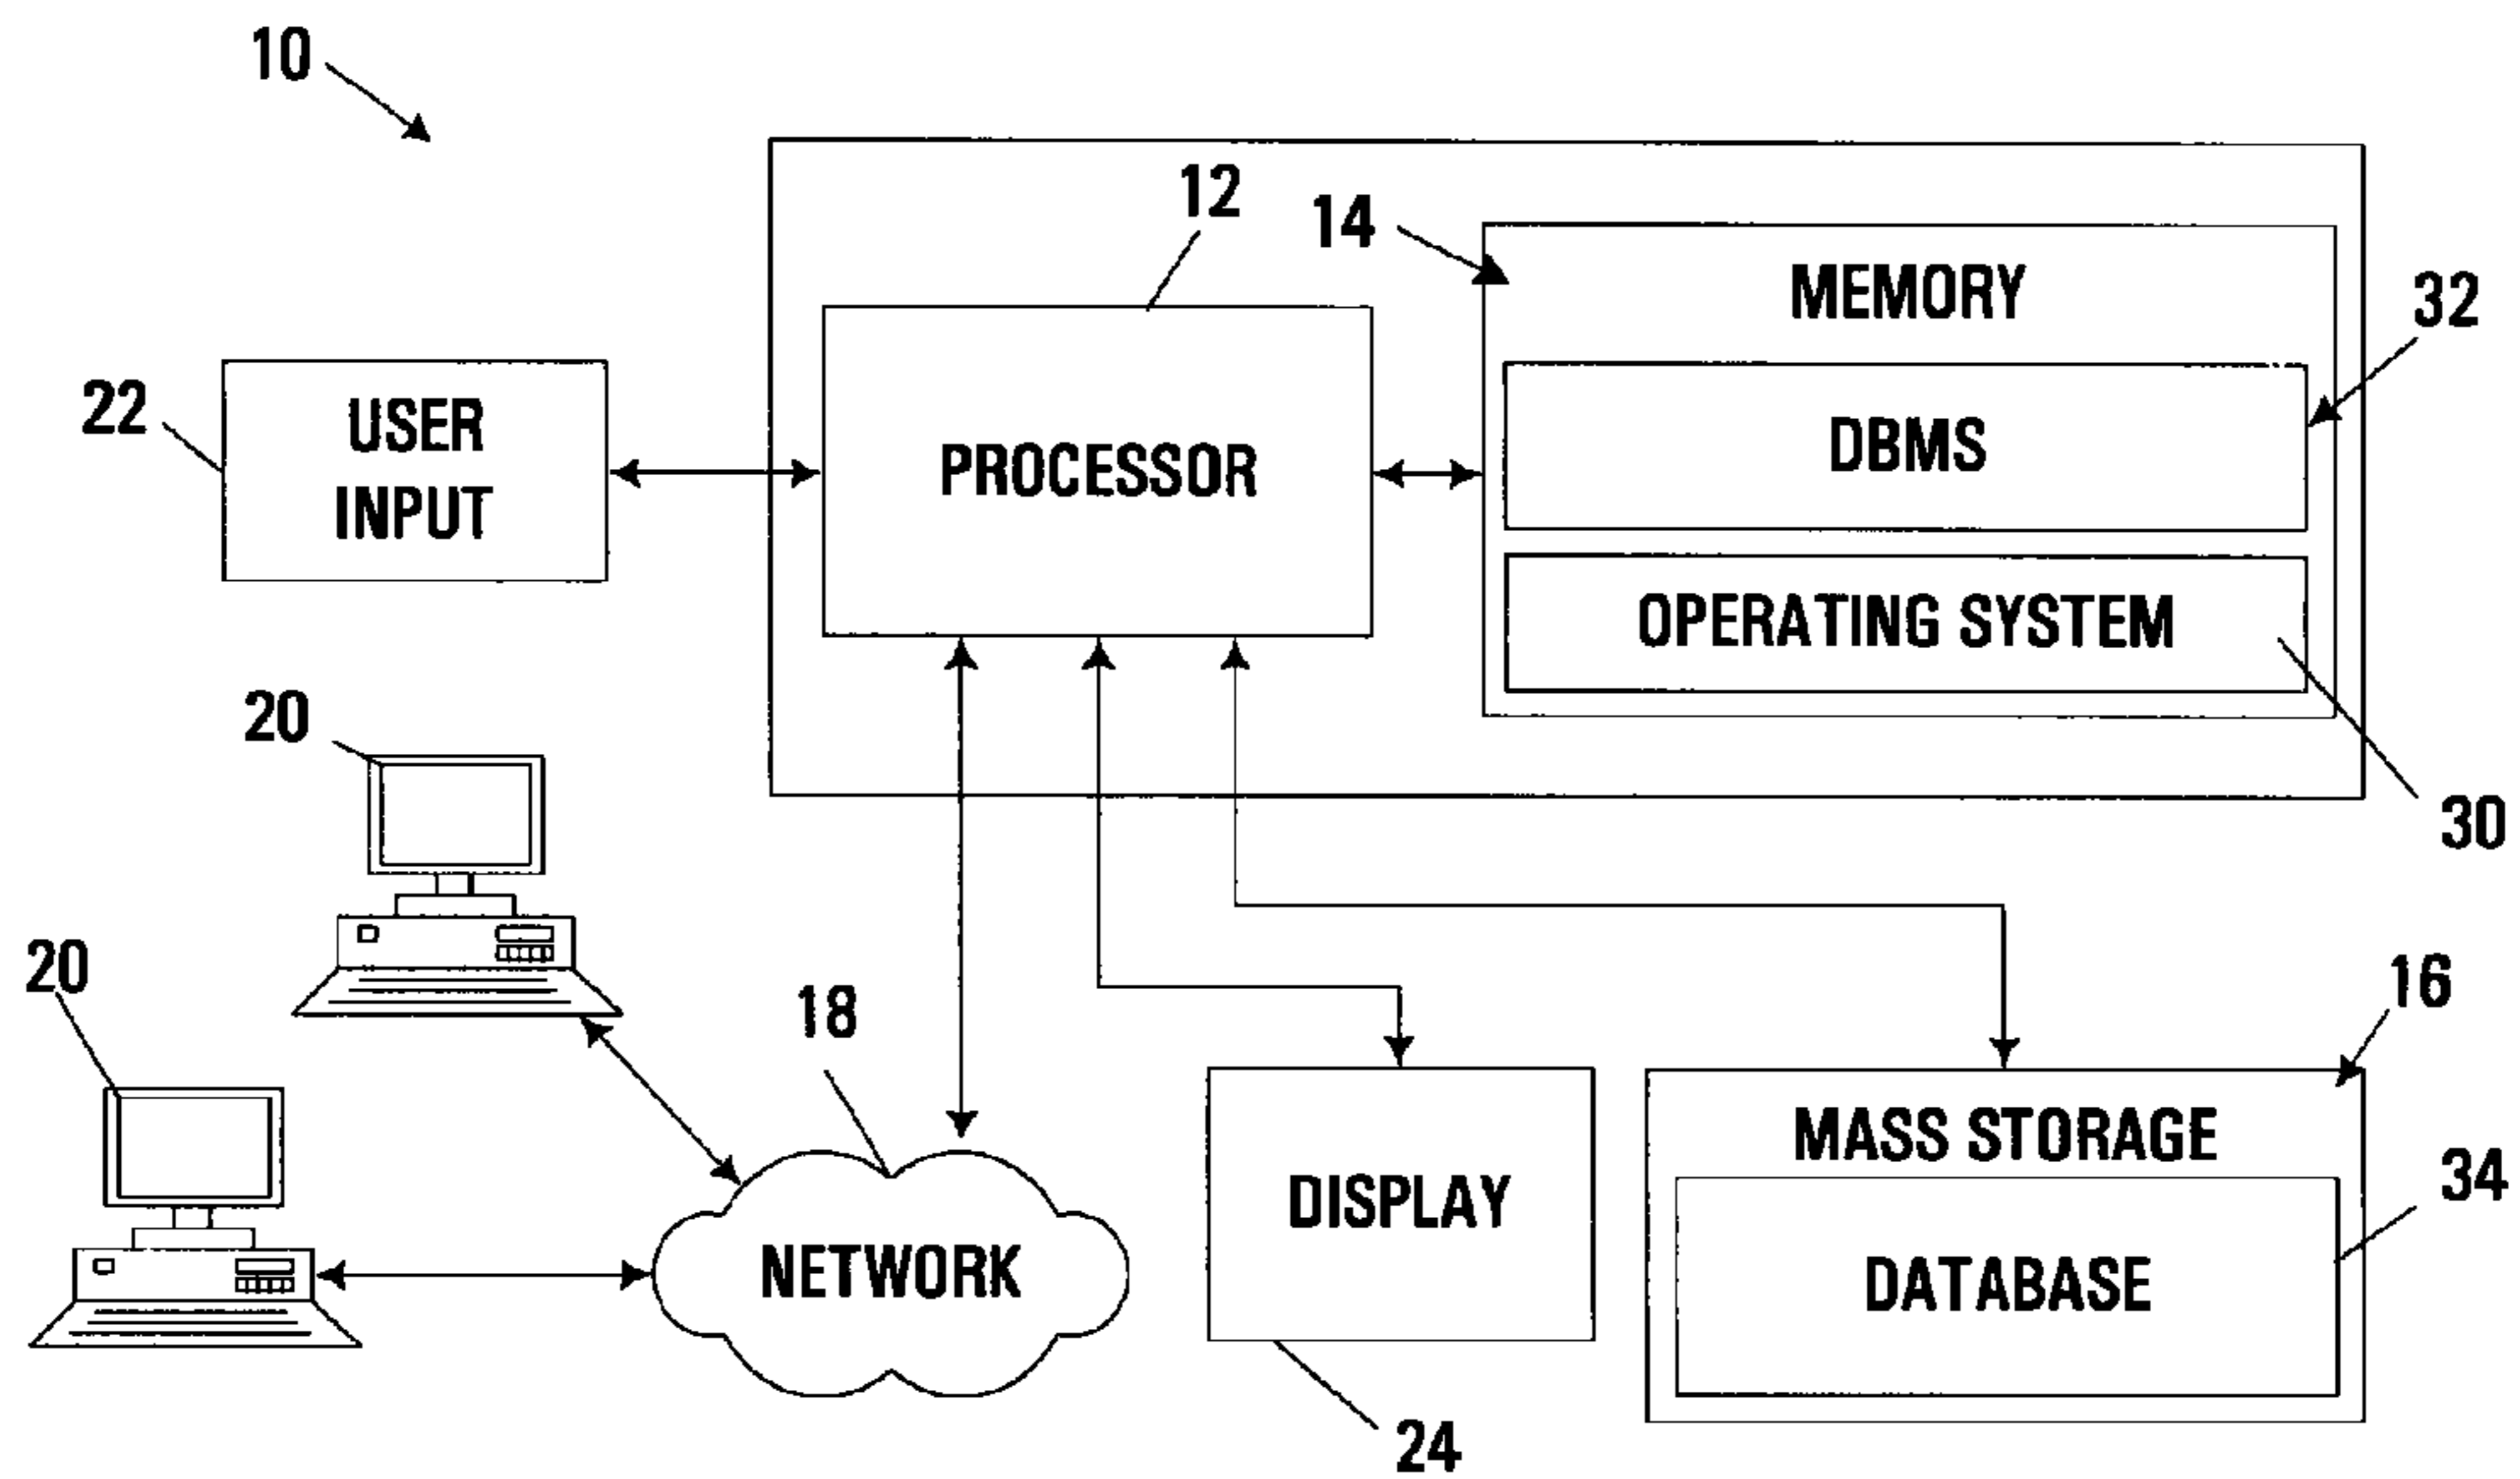 10
12
14
MEMORY
32
22
USER
INPUT
PROCESSOR
DBMS
OPERATING SYSTEM
20
30
20
18
16
MASS STORAGE
34
DISPLAY
NETWORK
DATABASE
24